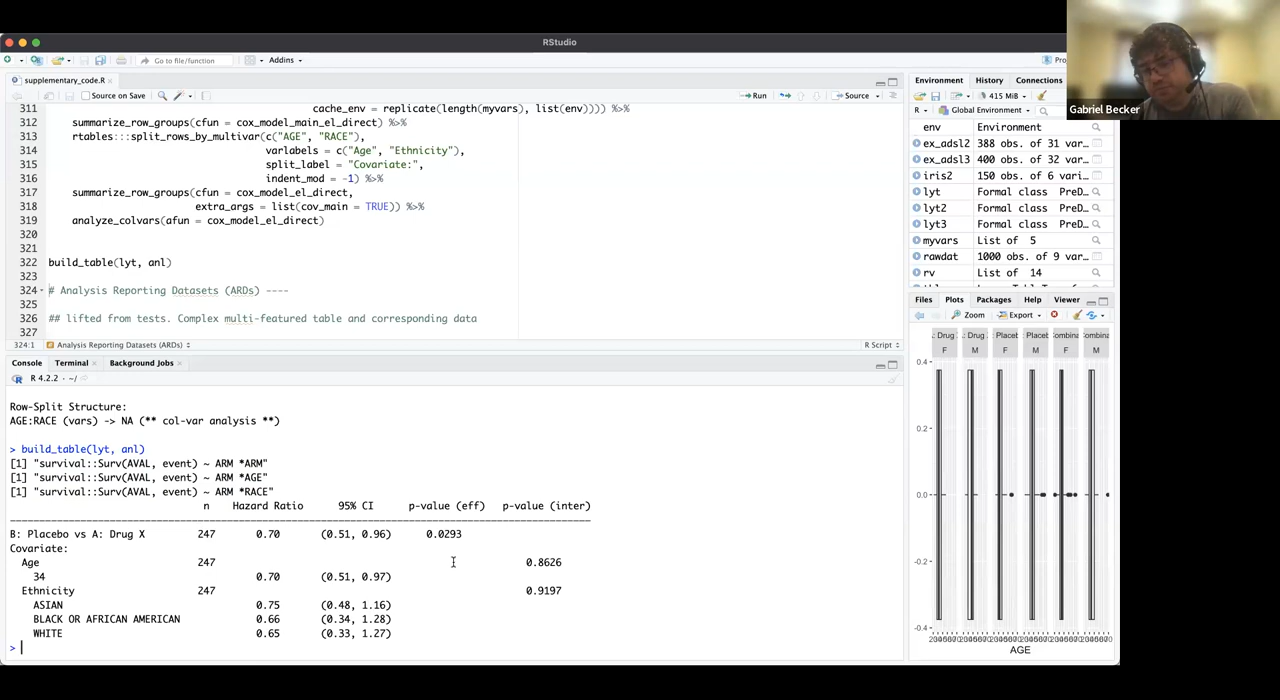 RStudio
Go to file/function
Addins
supplementary_code.R
Source on Save
Run
Source
311 cache_env = replicate(length(myvars), list(env)))) %>%
312 summarize_row_groups(cfun = cox_model_main_el_direct) %>%
313 rtables:::split_rows_by_multivar(c("AGE", "RACE"),
314 varlabels = c("Age", "Ethnicity"),
315 split_label = "Covariate:",
316 indent_mod = -1) %>%
317 summarize_row_groups(cfun = cox_model_el_direct,
318 extra_args = list(cov_main = TRUE)) %>%
319 analyze_colvars(afun = cox_model_el_direct)
320
321
322 build_table(lyt, anl)
323
324 # Analysis Reporting Datasets (ARDs) ----
325
326 ## lifted from tests. Complex multi-featured table and corresponding data
327
324:1 Analysis Reporting Datasets (ARDs) R Script
Console Terminal Background Jobs
R 4.2.2 · ~/
Row-Split Structure:
AGE:RACE (vars) -> NA (** col-var analysis **)
> build_table(lyt, anl)
[1] "survival::Surv(AVAL, event) ~ ARM *ARM"
[1] "survival::Surv(AVAL, event) ~ ARM *AGE"
[1] "survival::Surv(AVAL, event) ~ ARM *RACE"
n Hazard Ratio 95% CI p-value (eff) p-value (inter)
B: Placebo vs A: Drug X 247 0.70 (0.51, 0.96) 0.0293
Covariate:
Age 247 0.8626
34 0.70 (0.51, 0.97)
Ethnicity 247 0.9197
ASIAN 0.75 (0.48, 1.16)
BLACK OR AFRICAN AMERICAN 0.66 (0.34, 1.28)
WHITE 0.65 (0.33, 1.27)
>
Gabriel Becker
Environment History Connections
415 MiB
R Global Environment
env Environment
ex_adsl2 388 obs. of 31 var…
ex_adsl3 400 obs. of 32 var…
iris2 150 obs. of 6 vari…
lyt Formal class PreD…
lyt2 Formal class PreD…
lyt3 Formal class PreD…
myvars List of 5
rawdat 1000 obs. of 9 var…
rv List of 14
Files Plots Packages Help Viewer
Zoom Export
F M F M F M
0.4
0.2
0.0
-0.2
-0.4
AGE